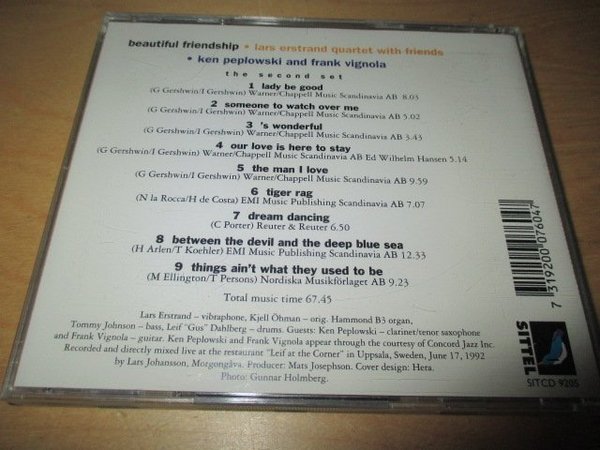 beautiful friendship • lars erstrand quartet with friends
• ken peplowski and frank vignola
the second set
1 lady be good
(G Gershwin/I Gershwin) Warner/Chappell Music Scandinavia AB 8.03
2 someone to watch over me
(G Gershwin/I Gershwin) Warner/Chappell Music Scandinavia AB 5.02
3 's wonderful
(G Gershwin/I Gershwin) Warner/Chappell Music Scandinavia AB 3.43
4 our love is here to stay
(G Gershwin/I Gershwin) Warner/Chappell Music Scandinavia AB Ed Wilhelm Hansen 5.14
5 the man I love
(G Gershwin/I Gershwin) Warner/Chappell Music Scandinavia AB 9.59
6 tiger rag
(N la Rocca/H de Costa) EMI Music Publishing Scandinavia AB 7.07
7 dream dancing
(C Porter) Reuter & Reuter 6.50
8 between the devil and the deep blue sea
(H Arlen/T Koehler) EMI Music Publishing Scandinavia AB 12.33
9 things ain't what they used to be
(M Ellington/T Persons) Nordiska Musikförlaget AB 9.23
Total music time 67.45
Lars Erstrand – vibraphone, Kjell Öhman – orig. Hammond B3 organ,
Tommy Johnson – bass, Leif "Gus" Dahlberg – drums. Guests: Ken Peplowski – clarinet/tenor saxophone
and Frank Vignola – guitar. Ken Peplowski and Frank Vignola appear through the courtesy of Concord Jazz Inc.
Recorded and directly mixed live at the restaurant "Leif at the Corner" in Uppsala, Sweden, June 17, 1992
by Lars Johansson, Morgongåva. Producer: Mats Josephson. Cover design: Hera.
Photo: Gunnar Holmberg.
7 319200 076047
SITTEL
SITCD 9205